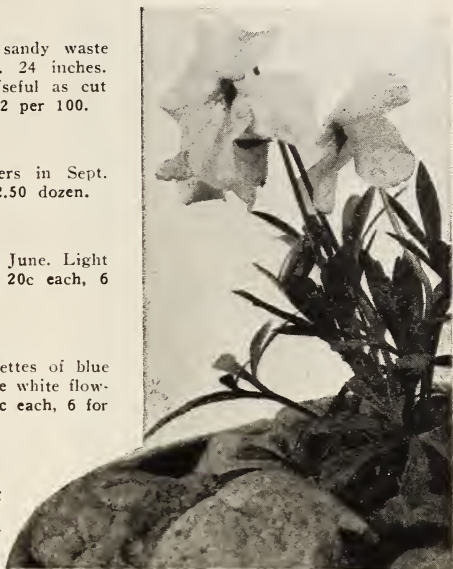 sandy waste
. 24 inches.
seful as cut
2 per 100.
ers in Sept.
2.50 dozen.
June. Light
20c each, 6
ettes of blue
e white flow-
c each, 6 for